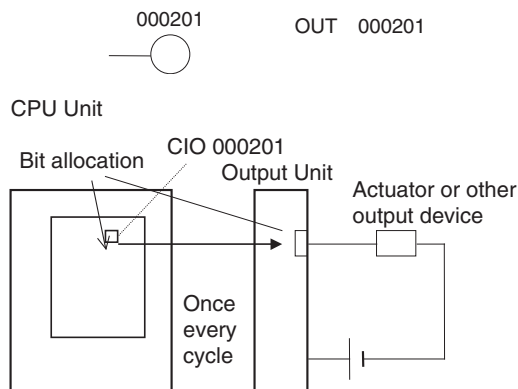 000201
OUT 000201
CPU Unit
Bit allocation
CIO 000201
Output Unit
Actuator or other
output device
Once
every
cycle